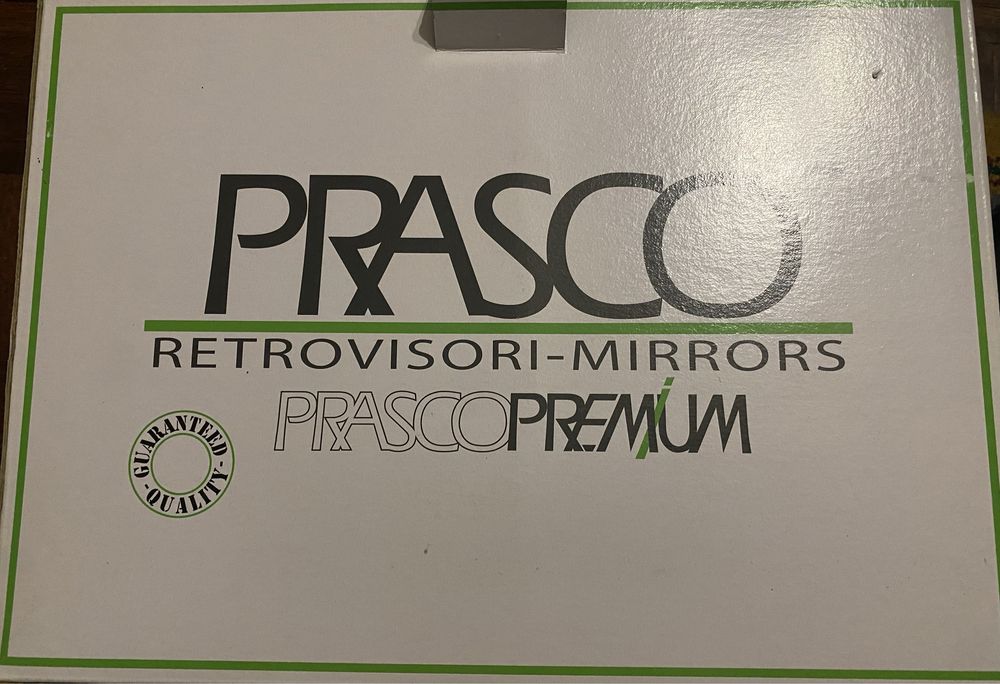 PRASCO
RETROVISORI-MIRRORS
PRASCOPREMIUM
GUARANTEED
-QUALITY-